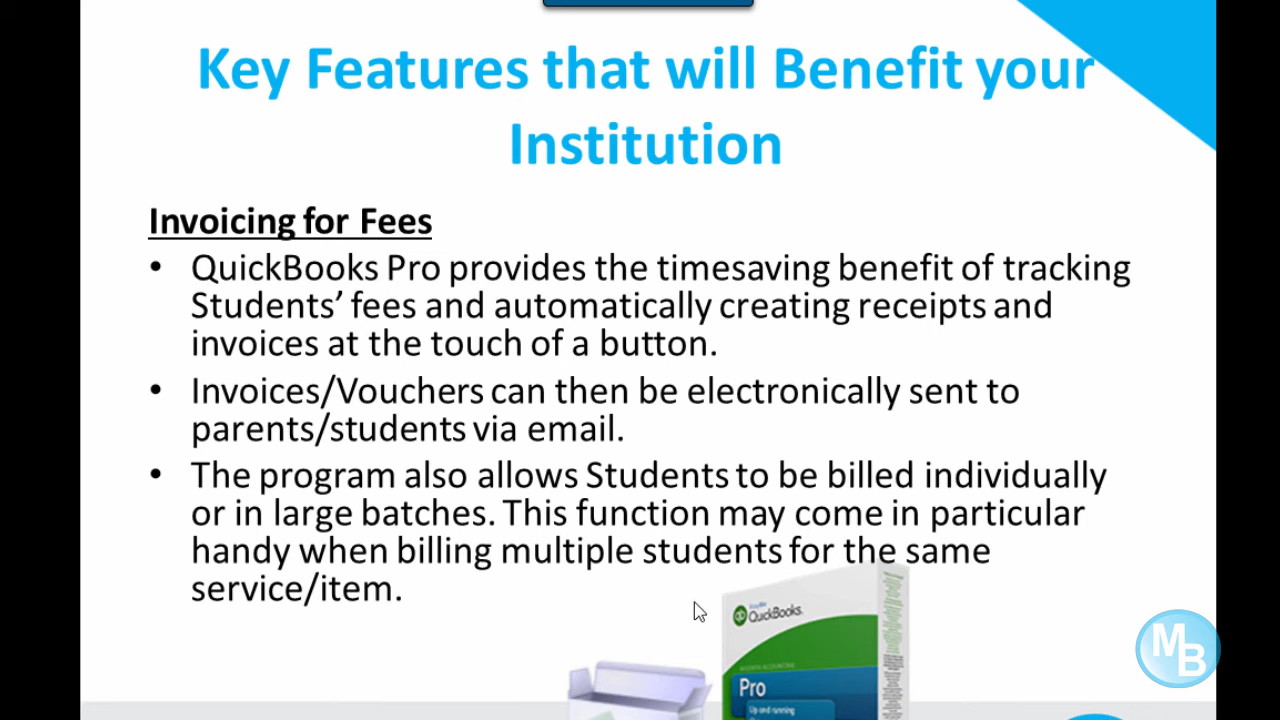 Key Features that will Benefit your
Institution
Invoicing for Fees
• QuickBooks Pro provides the timesaving benefit of tracking
Students’ fees and automatically creating receipts and
invoices at the touch of a button.
• Invoices/Vouchers can then be electronically sent to
parents/students via email.
• The program also allows Students to be billed individually
or in large batches. This function may come in particular
handy when billing multiple students for the same
service/item.
QuickBooks.
Pro
Up and running
MB